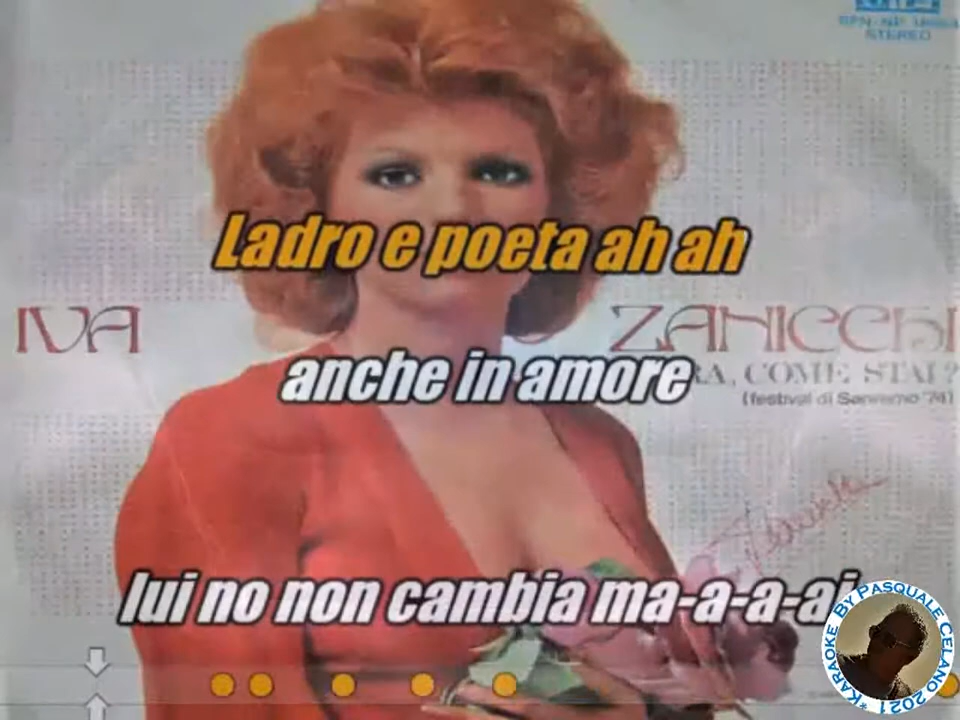 STEREO
Ladro e poeta ah ah
IVA ZANICCHI
anche in amore
RA, COME STAI?
(festival di Sanremo '74)
lui no non cambia ma-a-a-ai
KARAOKE BY PASQUALE CELANO 2021 *